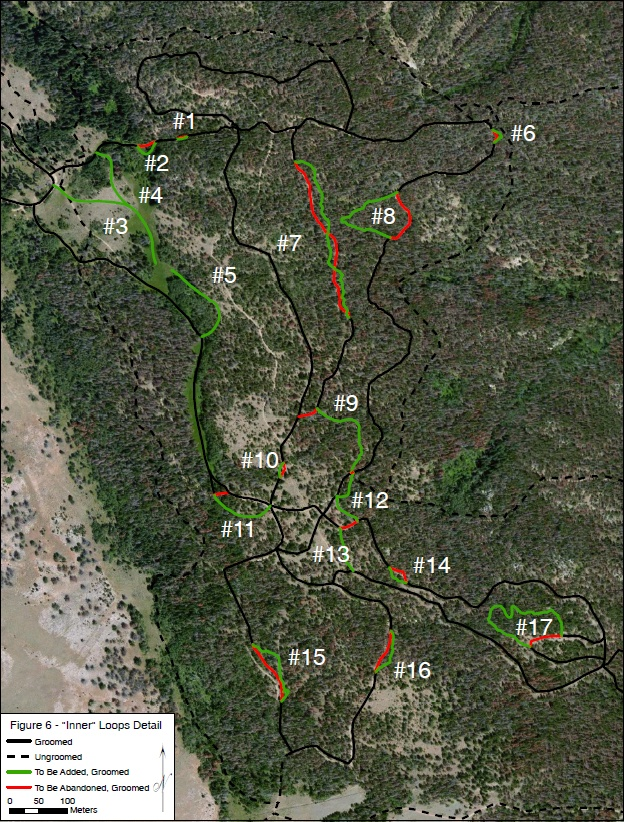 #1
#2
#6
#4
#3
#8
#7
#5
#9
#10
#12
#11
#13
#14
#17
#15
#16
Figure 6 - "Inner" Loops Detail
Groomed
Ungroomed
To Be Added, Groomed
To Be Abandoned, Groomed
N
0 50 100
Meters